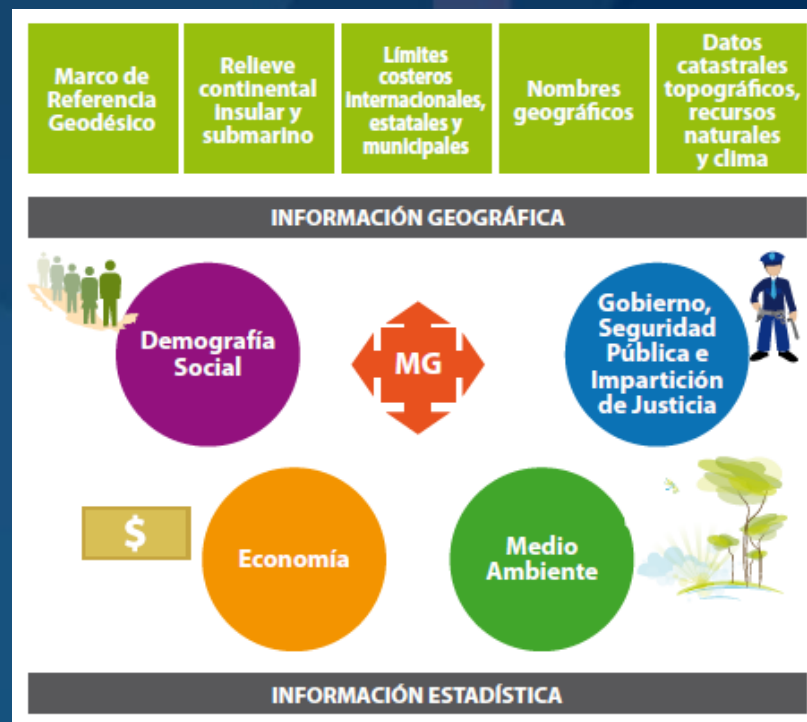 Marco de
Referencia
Geodésico
Relieve
continental
insular y
submarino
Límites
costeros
internacionales,
estatales y
municipales
Nombres
geográficos
Datos
catastrales
topográficos,
recursos
naturales
y clima
INFORMACIÓN GEOGRÁFICA
Demografía
Social
MG
Gobierno,
Seguridad
Pública e
Impartición
de Justicia
$
Economía
Medio
Ambiente
INFORMACIÓN ESTADÍSTICA